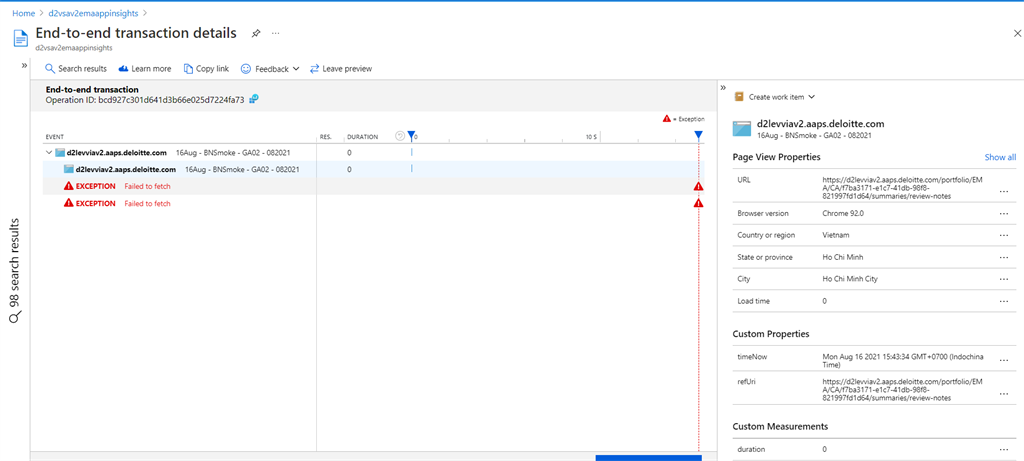 Home > d2vsav2emaappinsights >
End-to-end transaction details
d2vsav2emaappinsights
Search results
Learn more
Copy link
Feedback
Leave preview
End-to-end transaction
Operation ID: bcd927c301d641d3b66e025d7224fa73
= Exception
EVENT
RES.
DURATION
0
10 S
d2levviav2.aaps.deloitte.com 16Aug - BNSmoke - GA02 - 082021 0
d2levviav2.aaps.deloitte.com 16Aug - BNSmoke - GA02 - 082021 0
EXCEPTION Failed to fetch
EXCEPTION Failed to fetch
98 search results
Create work item
d2levviav2.aaps.deloitte.com
16Aug - BNSmoke - GA02 - 082021
Page View Properties
Show all
URL
https://d2levviav2.aaps.deloitte.com/portfolio/EM
A/CA/f7ba3171-e1c7-41db-98f8-
821997fd1d64/summaries/review-notes
Browser version Chrome 92.0
Country or region Vietnam
State or province Ho Chi Minh
City Ho Chi Minh City
Load time 0
Custom Properties
timeNow
Mon Aug 16 2021 15:43:34 GMT+0700 (Indochina
Time)
refUri
https://d2levviav2.aaps.deloitte.com/portfolio/EM
A/CA/f7ba3171-e1c7-41db-98f8-
821997fd1d64/summaries/review-notes
Custom Measurements
duration 0